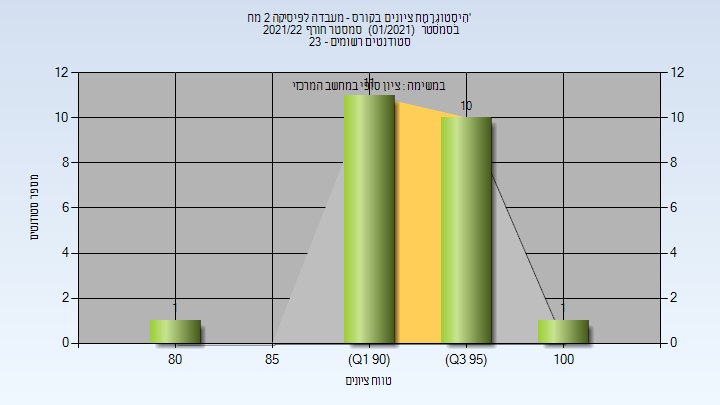 היסטוגרמת ציונים בקורס - מעבדה לפיסיקה 2 מח'
בסמסטר (01/2021) סמסטר חורף 2021/22
סטודנטים רשומים - 23
במשימה : ציון סופי במחשב המרכזי
12 12
11
10 10
10
8 8
6 6
4 4
2 2
1 1
0 0
80 85 (Q1 90) (Q3 95) 100
מספר סטודנטים
טווח ציונים